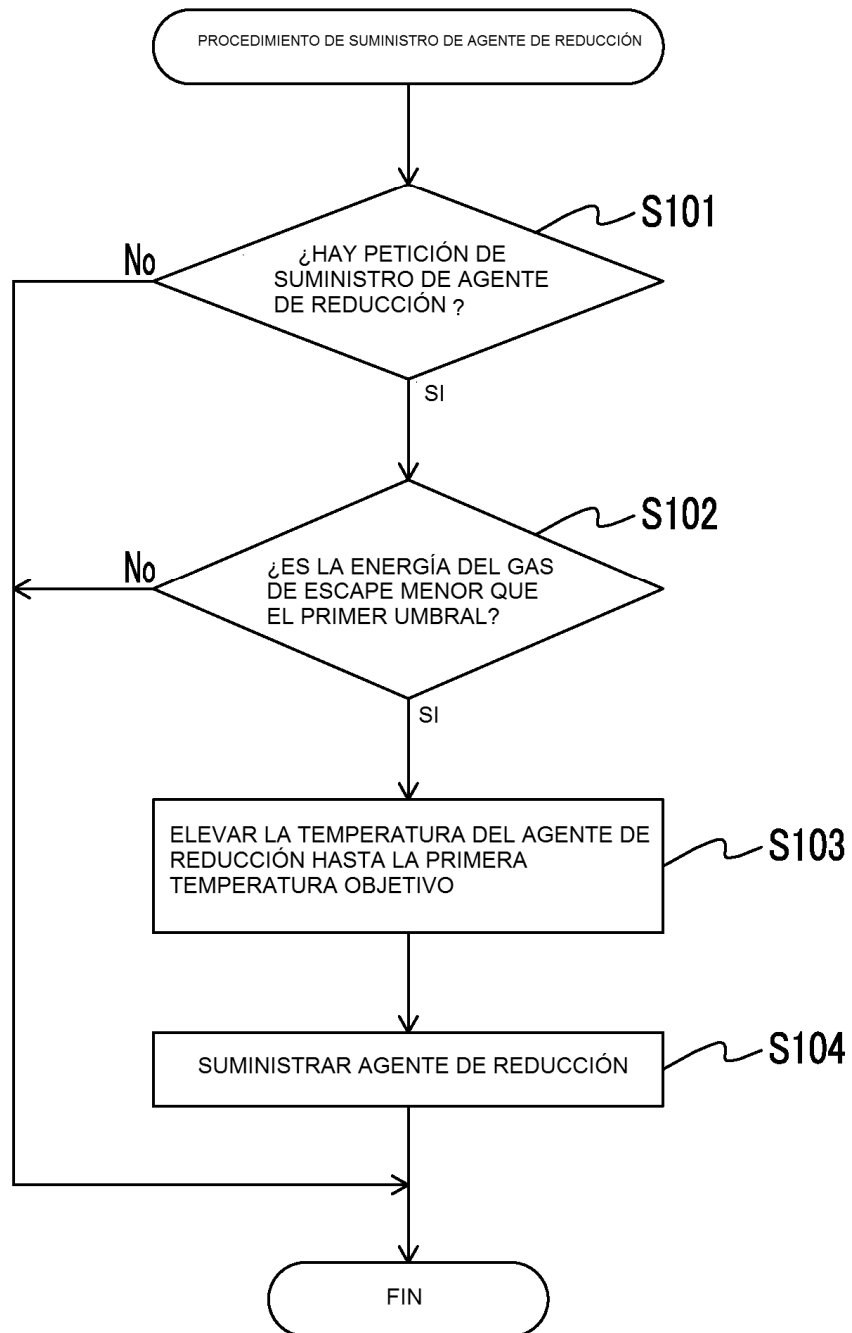 PROCEDIMIENTO DE SUMINISTRO DE AGENTE DE REDUCCIÓN
S101
No
¿HAY PETICIÓN DE
SUMINISTRO DE AGENTE
DE REDUCCIÓN ?
SI
S102
No
¿ES LA ENERGÍA DEL GAS
DE ESCAPE MENOR QUE
EL PRIMER UMBRAL?
SI
ELEVAR LA TEMPERATURA DEL AGENTE DE
REDUCCIÓN HASTA LA PRIMERA
TEMPERATURA OBJETIVO
S103
SUMINISTRAR AGENTE DE REDUCCIÓN
S104
FIN